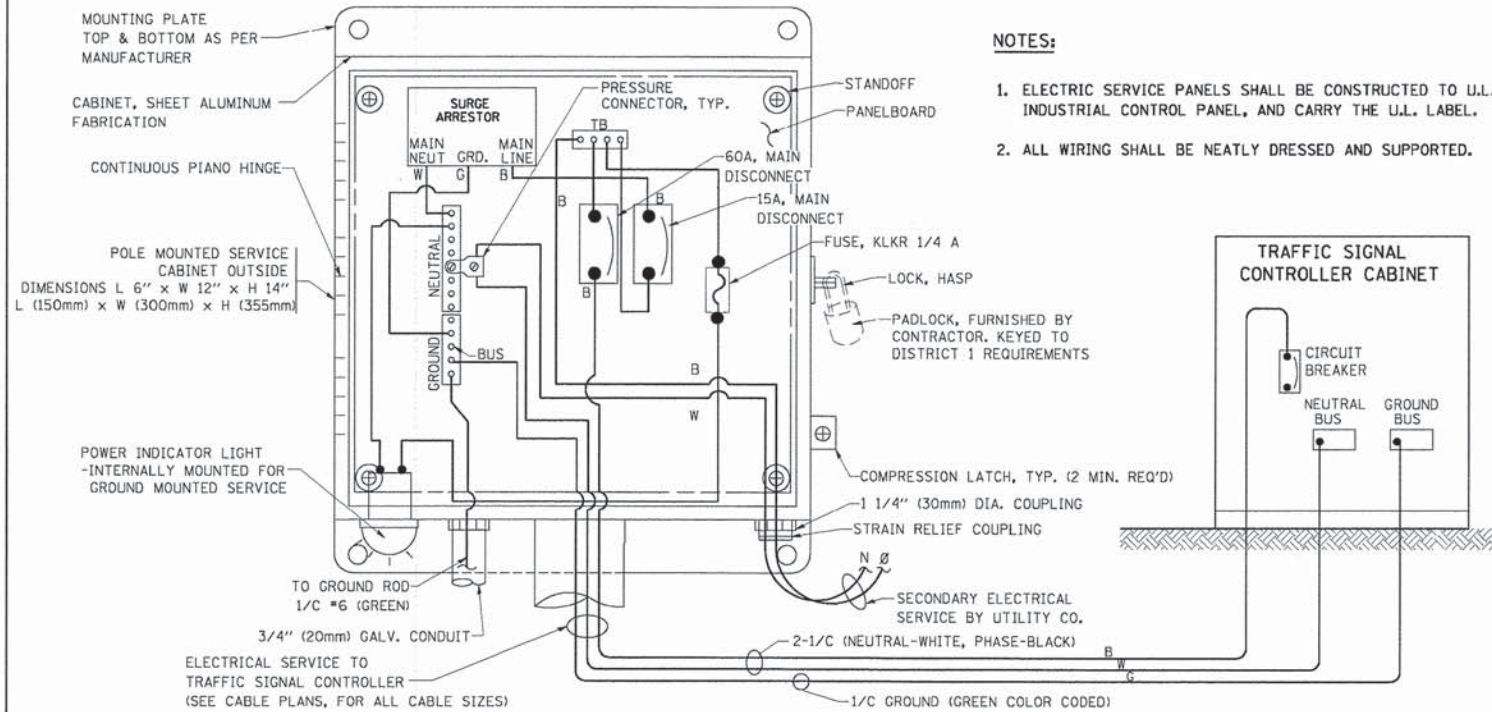 MOUNTING PLATE
TOP & BOTTOM AS PER
MANUFACTURER
CABINET, SHEET ALUMINUM
FABRICATION
CONTINUOUS PIANO HINGE
POLE MOUNTED SERVICE
CABINET OUTSIDE
DIMENSIONS L 6" x W 12" x H 14"
L (150mm) x W (300mm) x H (355mm)
POWER INDICATOR LIGHT
-INTERNALLY MOUNTED FOR
GROUND MOUNTED SERVICE
SURGE
ARRESTOR
MAIN
NEUT
GRD.
MAIN
LINE
W
G
B
PRESSURE
CONNECTOR, TYP.
TB
STANDOFF
PANELBOARD
60A, MAIN
DISCONNECT
15A, MAIN
DISCONNECT
B
B
B
FUSE, KLKR 1/4 A
LOCK, HASP
PADLOCK, FURNISHED BY
CONTRACTOR. KEYED TO
DISTRICT 1 REQUIREMENTS
NEUTRAL
GROUND
BUS
B
W
COMPRESSION LATCH, TYP. (2 MIN. REQ'D)
1 1/4" (30mm) DIA. COUPLING
STRAIN RELIEF COUPLING
N Ø
SECONDARY ELECTRICAL
SERVICE BY UTILITY CO.
TO GROUND ROD
1/C #6 (GREEN)
3/4" (20mm) GALV. CONDUIT
ELECTRICAL SERVICE TO
TRAFFIC SIGNAL CONTROLLER
(SEE CABLE PLANS, FOR ALL CABLE SIZES)
2-1/C (NEUTRAL-WHITE, PHASE-BLACK)
B
W
G
1/C GROUND (GREEN COLOR CODED)
NOTES:
1. ELECTRIC SERVICE PANELS SHALL BE CONSTRUCTED TO U.L.
INDUSTRIAL CONTROL PANEL, AND CARRY THE U.L. LABEL.
2. ALL WIRING SHALL BE NEATLY DRESSED AND SUPPORTED.
TRAFFIC SIGNAL
CONTROLLER CABINET
CIRCUIT
BREAKER
NEUTRAL
BUS
GROUND
BUS